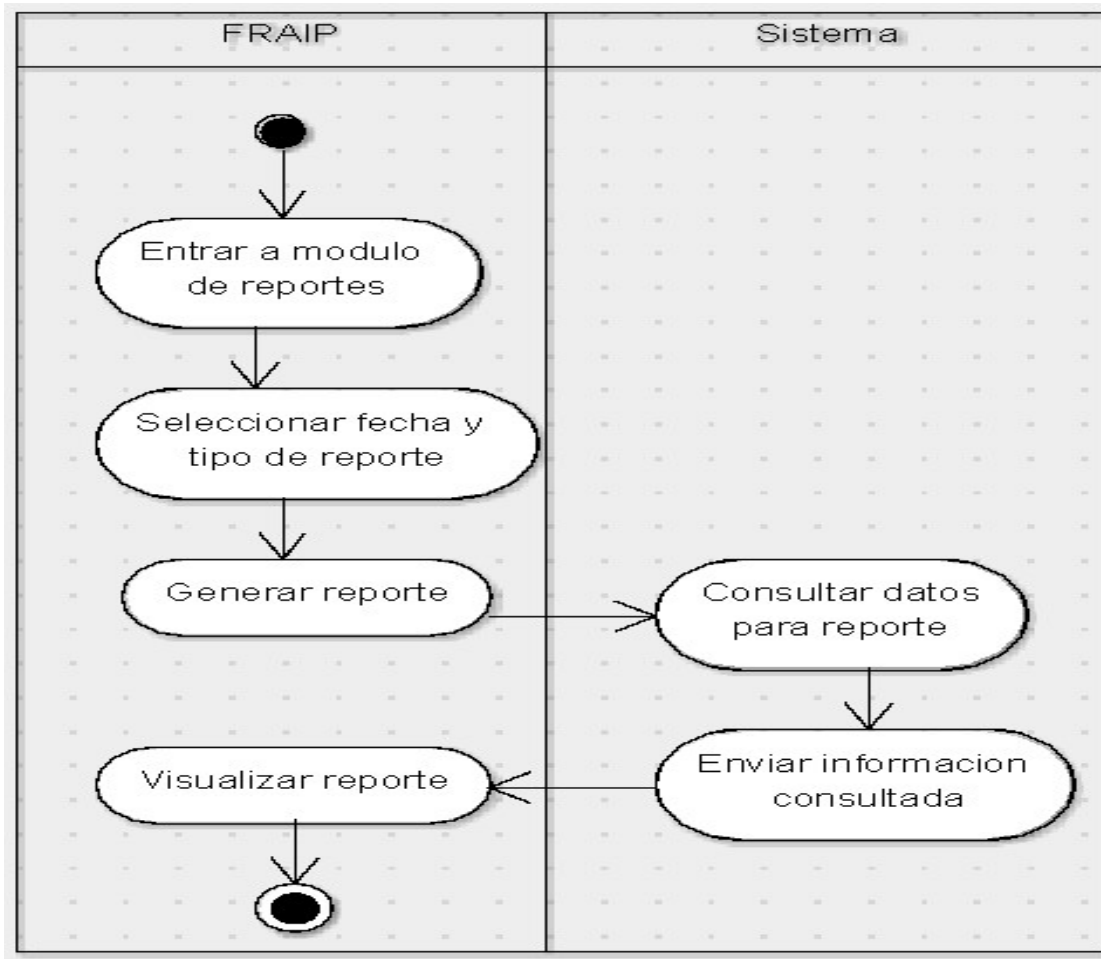 FRAIP
Sistema
Entrar a modulo
de reportes
Seleccionar fecha y
tipo de reporte
Generar reporte
Consultar datos
para reporte
Enviar informacion
consultada
Visualizar reporte